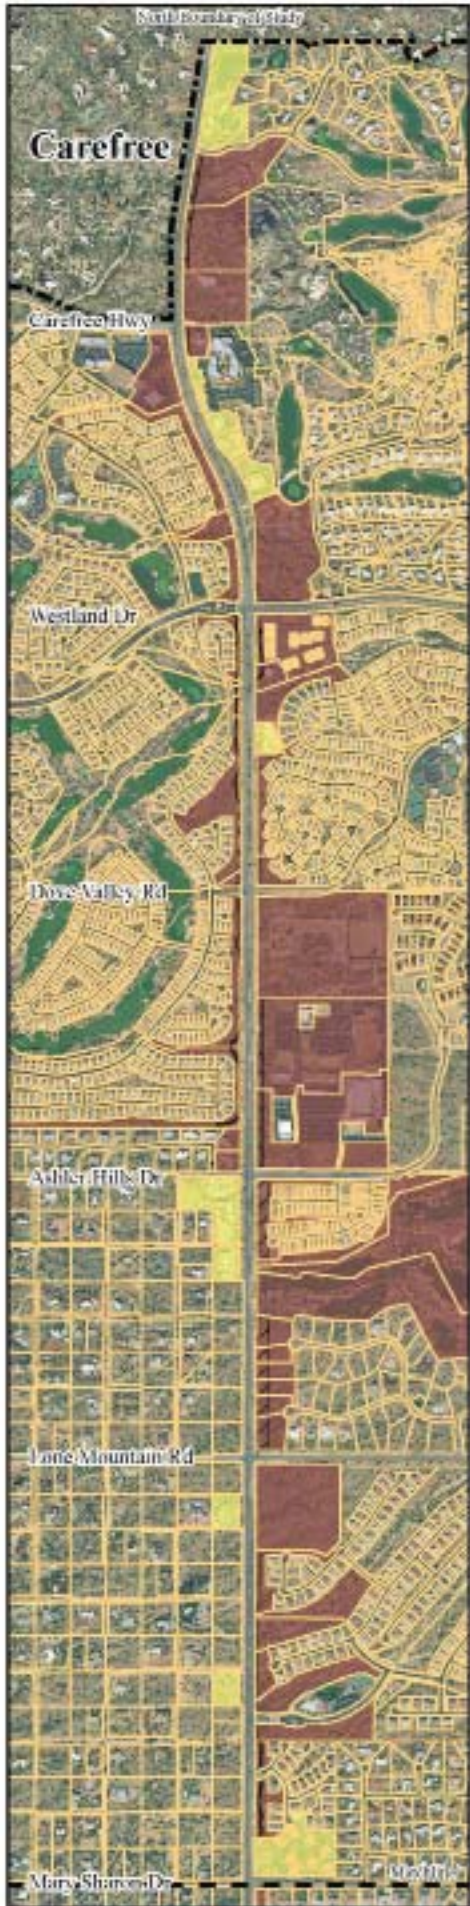 North Boundary of Study
Carefree
Carefree Hwy
Westland Dr
Dove Valley Rd
Ashler Hills Dr
Lone Mountain Rd
Mary Sharon Dr